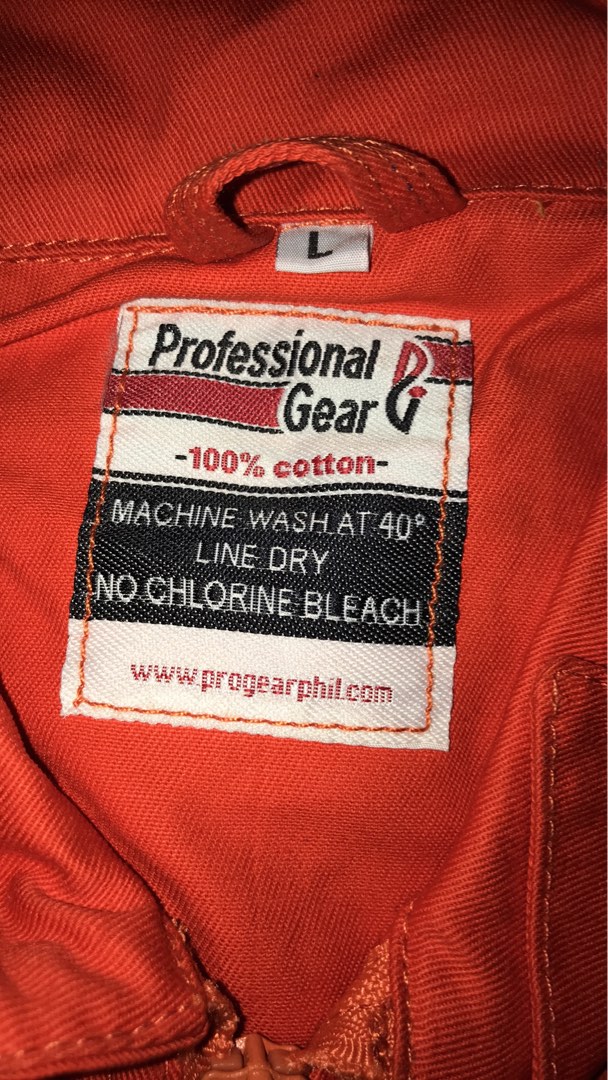 L
Professional
Gear
-100% cotton-
MACHINE WASH AT 40°
LINE DRY
NO CHLORINE BLEACH
www.progearphil.com